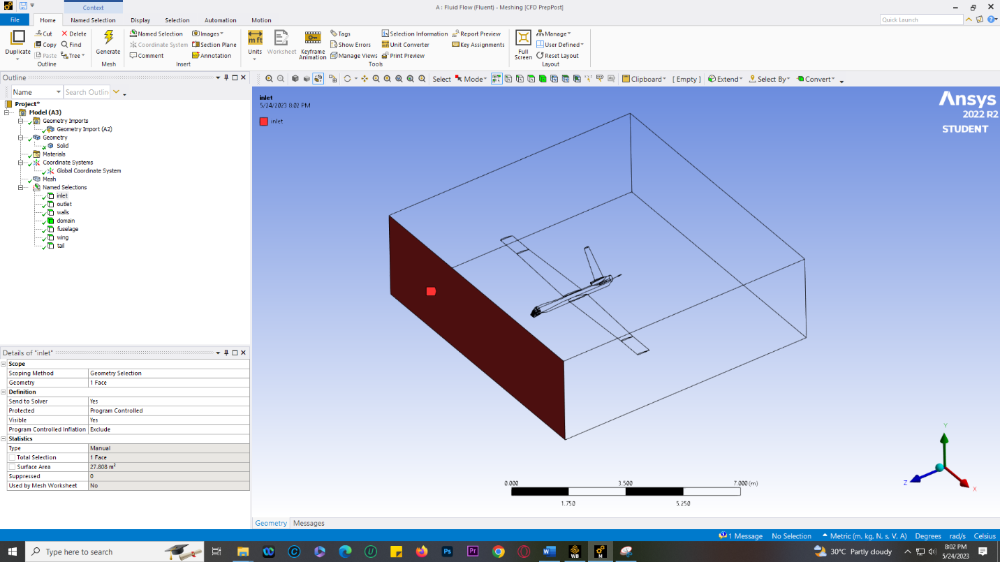 Context
A : Fluid Flow (Fluent) - Meshing [CFD PrepPost]
File
Home
Named Selection
Display
Selection
Automation
Motion
Quick Launch
Duplicate
Cut
Delete
Copy
Find
Paste
Tree
Outline
Generate
Mesh
Named Selection
Images
Coordinate System
Section Plane
Comment
Annotation
Insert
Units
Worksheet
Keyframe
Animation
Tags
Selection Information
Report Preview
Show Errors
Unit Converter
Key Assignments
Manage Views
Print Preview
Tools
Full
Screen
Manage
User Defined
Reset Layout
Layout
Outline
Name
Search Outlin
Project*
Model (A3)
Geometry Imports
Geometry Import (A2)
Geometry
Solid
Materials
Coordinate Systems
Global Coordinate System
Mesh
Named Selections
inlet
outlet
walls
domain
fuselage
wing
tail
Select
Mode
Clipboard
[ Empty ]
Extend
Select By
Convert
inlet
5/24/2023 8:02 PM
inlet
Ansys
2022 R2
STUDENT
0.000
3.500
7.000 (m)
1.750
5.250
Y
Z
X
Details of "inlet"
Scope
Scoping Method Geometry Selection
Geometry 1 Face
Definition
Send to Solver Yes
Protected Program Controlled
Visible Yes
Program Controlled Inflation Exclude
Statistics
Type Manual
Total Selection 1 Face
Surface Area 27.808 m²
Suppressed 0
Used by Mesh Worksheet No
Geometry
Messages
1 Message
No Selection
Metric (m, kg, N, s, V, A)
Degrees
rad/s
Celsius
Type here to search
30°C Partly cloudy
8:02 PM
5/24/2023